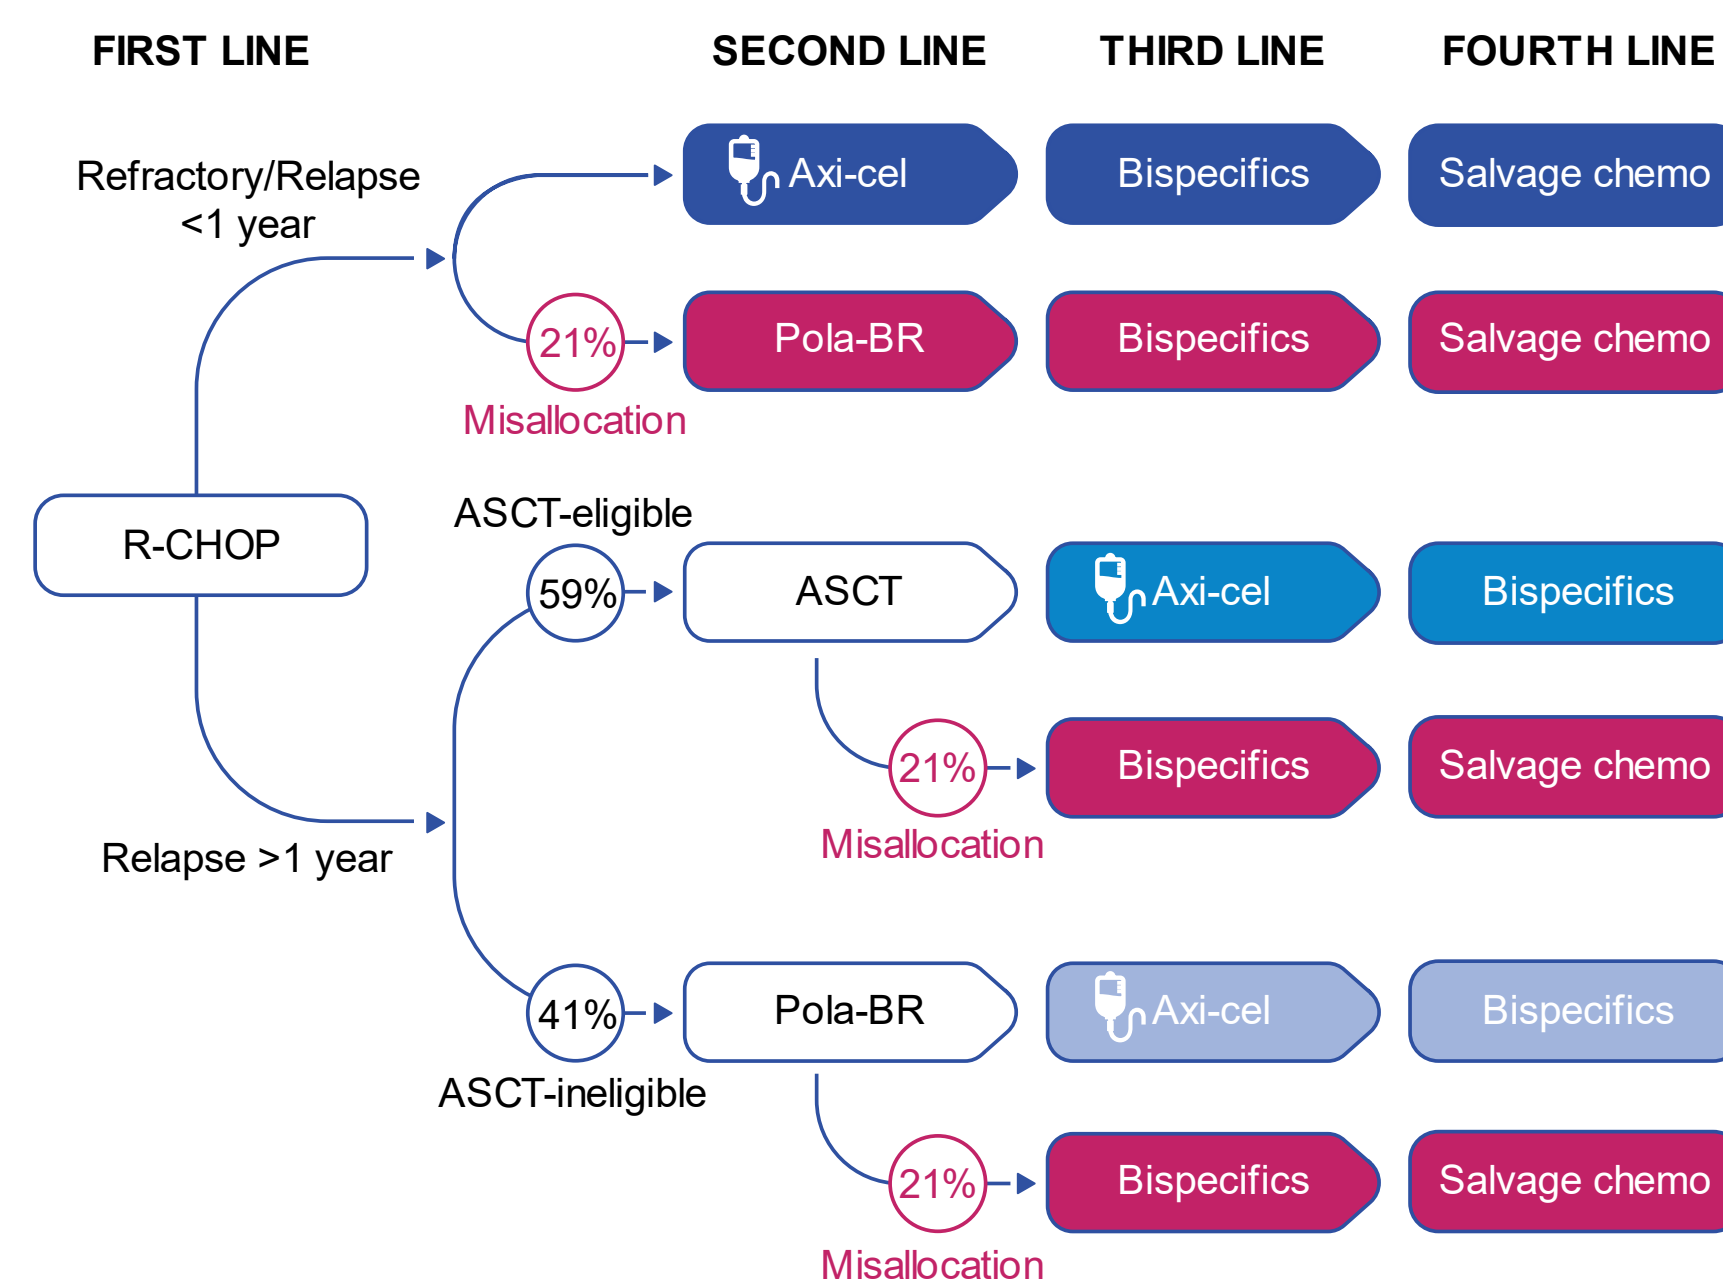 FIRST LINE
SECOND LINE
THIRD LINE
FOURTH LINE
Refractory/Relapse
<1 year
Axi-cel
Bispecifics
Salvage chemo
21%
Misallocation
Pola-BR
Bispecifics
Salvage chemo
R-CHOP
ASCT-eligible
59%
ASCT
Axi-cel
Bispecifics
21%
Misallocation
Bispecifics
Salvage chemo
Relapse >1 year
41%
ASCT-ineligible
Pola-BR
Axi-cel
Bispecifics
21%
Misallocation
Bispecifics
Salvage chemo